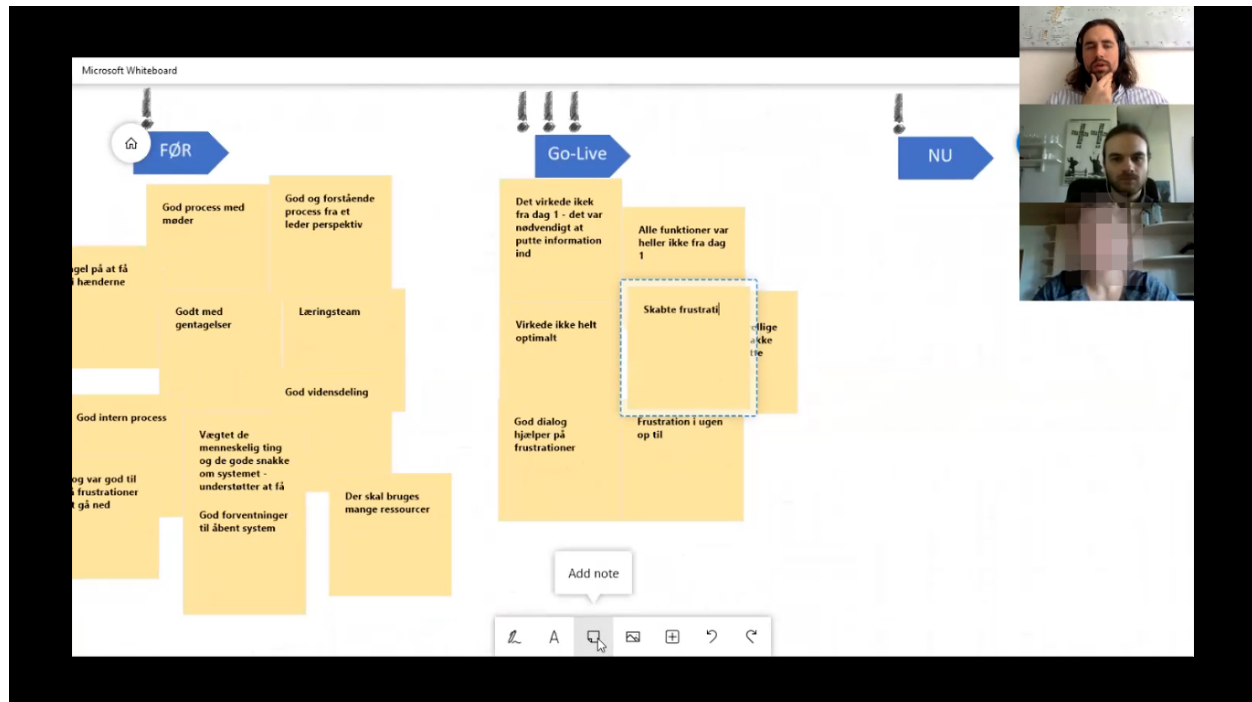 Microsoft Whiteboard
FØR
God process med
møder
God og forstående
process fra et
leder perspektiv
gel på at få
i hænderne
Godt med
gentagelser
Læringsteam
God vidensdeling
God intern process
Vægtet de
menneskelig ting
og de gode snakke
om systemet -
understøtter at få
og var god til
frustrationer
gå ned
God forventninger
til åbent system
Der skal bruges
mange ressourcer
Go-Live
Det virkede ikek
fra dag 1 - det var
nødvendigt at
putte information
ind
Alle funktioner var
heller ikke fra dag
1
Virkede ikke helt
optimalt
Skabte frustrati
God dialog
hjælper på
frustrationer
Frustration i ugen
op til
NU
Add note